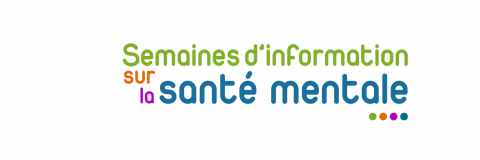 Semaines d'information
sur
la santé mentale